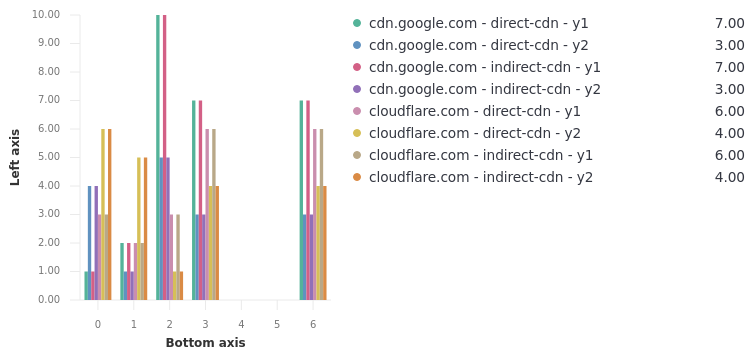 10.00
9.00
8.00
7.00
6.00
5.00
4.00
3.00
2.00
1.00
0.00
Left axis
0 1 2 3 4 5 6
Bottom axis
cdn.google.com - direct-cdn - y1 7.00
cdn.google.com - direct-cdn - y2 3.00
cdn.google.com - indirect-cdn - y1 7.00
cdn.google.com - indirect-cdn - y2 3.00
cloudflare.com - direct-cdn - y1 6.00
cloudflare.com - direct-cdn - y2 4.00
cloudflare.com - indirect-cdn - y1 6.00
cloudflare.com - indirect-cdn - y2 4.00